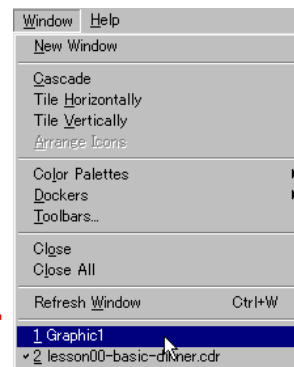 Window Help
New Window
Cascade
Tile Horizontally
Tile Vertically
Arrange Icons
Color Palettes
Dockers
Toolbars...
Close
Close All
Refresh Window Ctrl+W
1 Graphic1
✓2 lesson00-basic-dinner.cdr